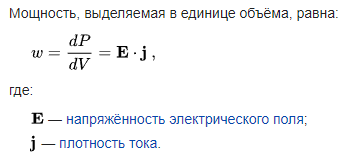 Мощность, выделяемая в единице объёма, равна:
w = dP/dV = E · j ,
где:
E — напряжённость электрического поля;
j — плотность тока.